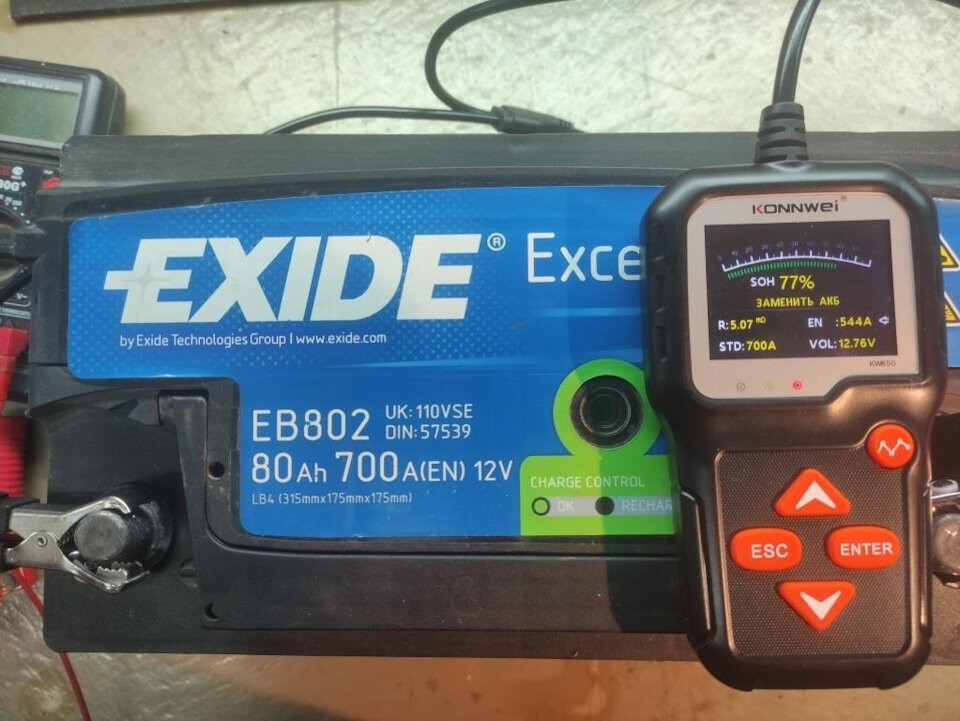 EXIDE®
Exce
by Exide Technologies Group | www.exide.com
EB802 UK: 110VSE
DIN: 57539
80Ah 700A(EN) 12V
LB4 (315mmx175mmx175mm)
CHARGE CONTROL
OK RECHAR
KONNWEI®
SOH 77%
ЗАМЕНИТЬ АКБ
R:5.07 mΩ EN :544A
STD:700A VOL:12.76V
KW650
ESC
ENTER